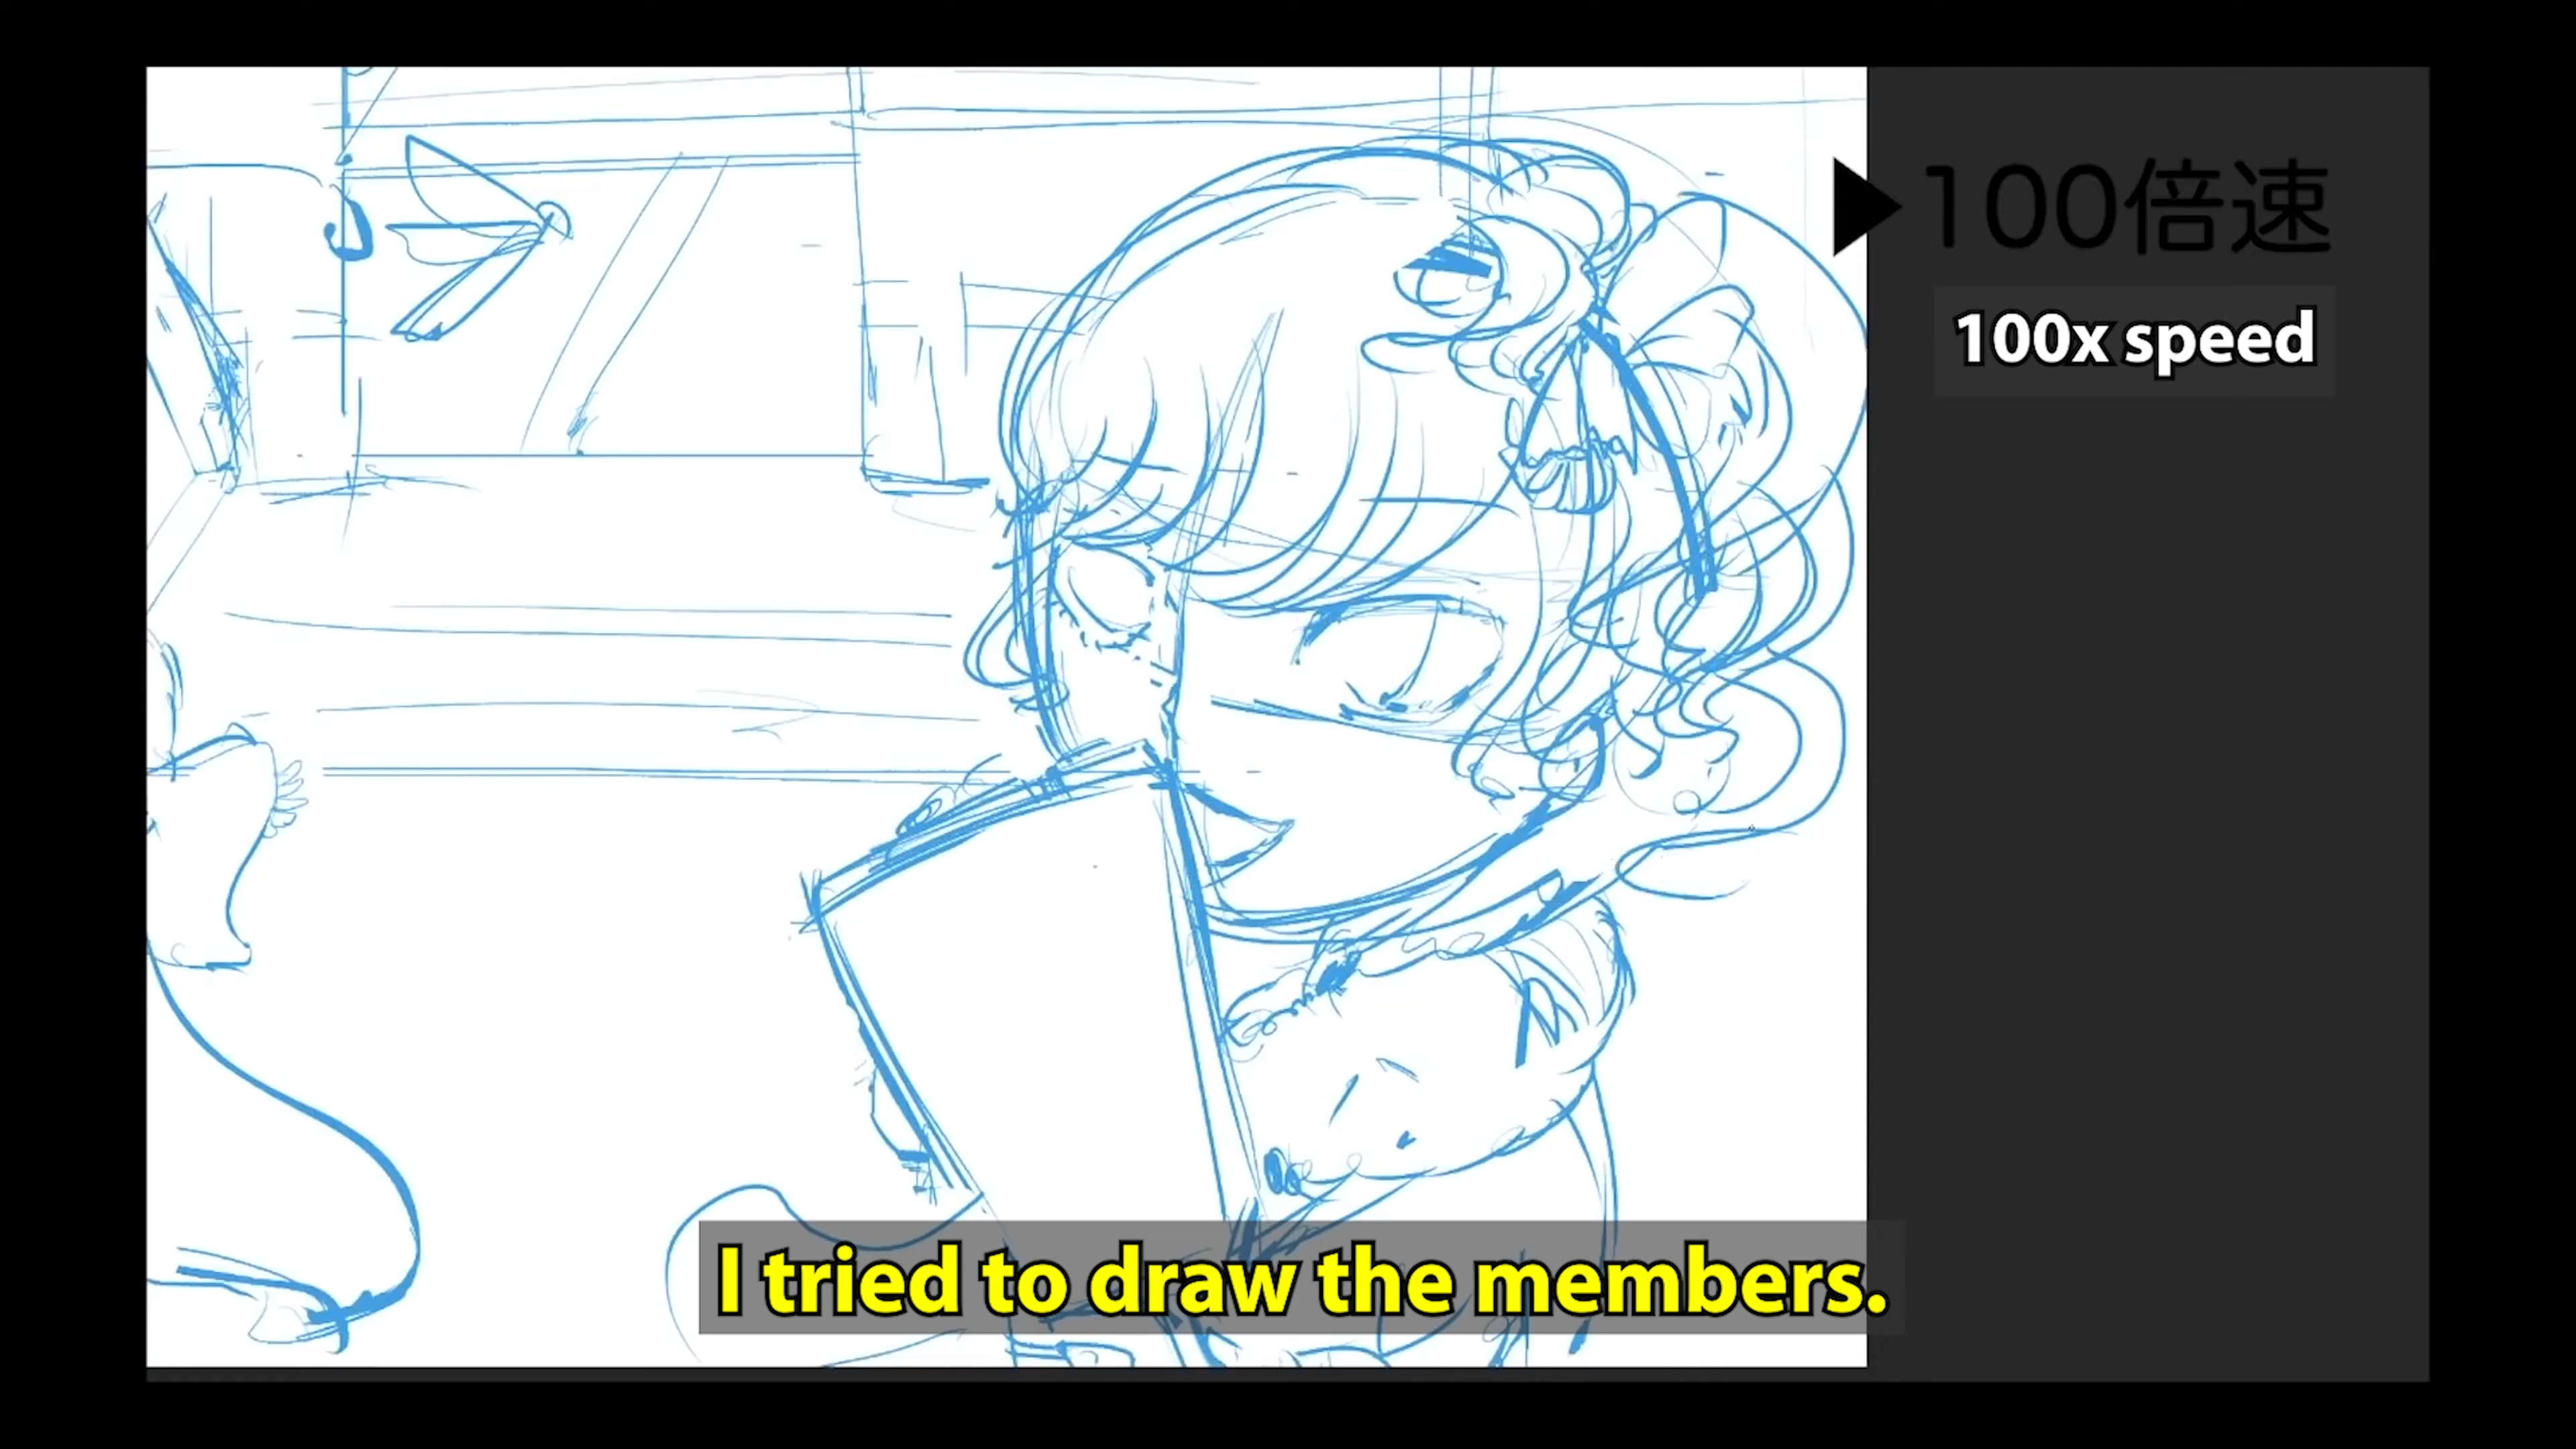 100倍速
100x speed
I tried to draw the members.